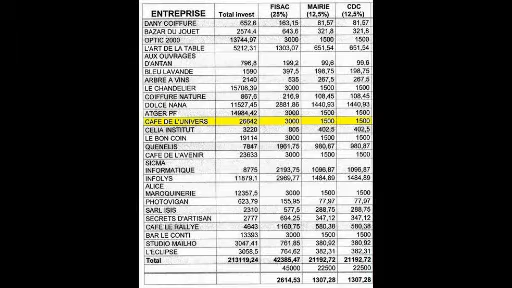 ENTREPRISE Total invest FISAC (25%) MAIRIE (12,5%) CDC (12,5%)
DANY COIFFURE 652,6 163,15 81,57 81,57
BAZAR DU JOUET 2574,4 643,6 321,8 321,8
OPTIC 2000 13744,97 3000 1500 1500
L'ART DE LA TABLE 5212,31 1303,07 651,54 651,54
AUX OUVRAGES
D'ANTAN 796,8 199,2 99,6 99,6
BLEU LAVANDE 1590 397,5 198,75 198,75
ARBRE A VINS 2140 535 267,5 267,5
LE CHANDELIER 15708,39 3000 1500 1500
COIFFURE NATURE 867,6 216,9 108,45 108,45
DOLCE NANA 11527,45 2881,86 1440,93 1440,93
ATGER PF 14984,42 3000 1500 1500
CAFE DE L'UNIVERS 26642 3000 1500 1500
CELIA INSTITUT 3220 805 402,5 402,5
LE BON COIN 19114 3000 1500 1500
QUENELIS 7847 1961,75 980,87 980,87
CAFE DE L'AVENIR 23633 3000 1500 1500
SICMA
INFORMATIQUE 8775 2193,75 1096,87 1096,87
INFOLYS 11879,1 2969,77 1484,89 1484,89
ALICE
MAROQUINERIE 12357,5 3000 1500 1500
PHOTOVIGAN 623,79 155,95 77,97 77,97
SARL ISIS 2310 577,5 288,75 288,75
SECRETS D'ARTISAN 2777 694,25 347,12 347,12
CAFE LE RALLYE 4643 1160,75 580,38 580,38
BAR LE CONTI 13393 3000 1500 1500
STUDIO MAILHO 3047,41 761,85 380,92 380,92
L'ECLIPSE 3058,5 764,62 382,31 382,31
Total 213119,24 42385,47 21192,72 21192,72
45000 22500 22500
2614,53 1307,28 1307,28